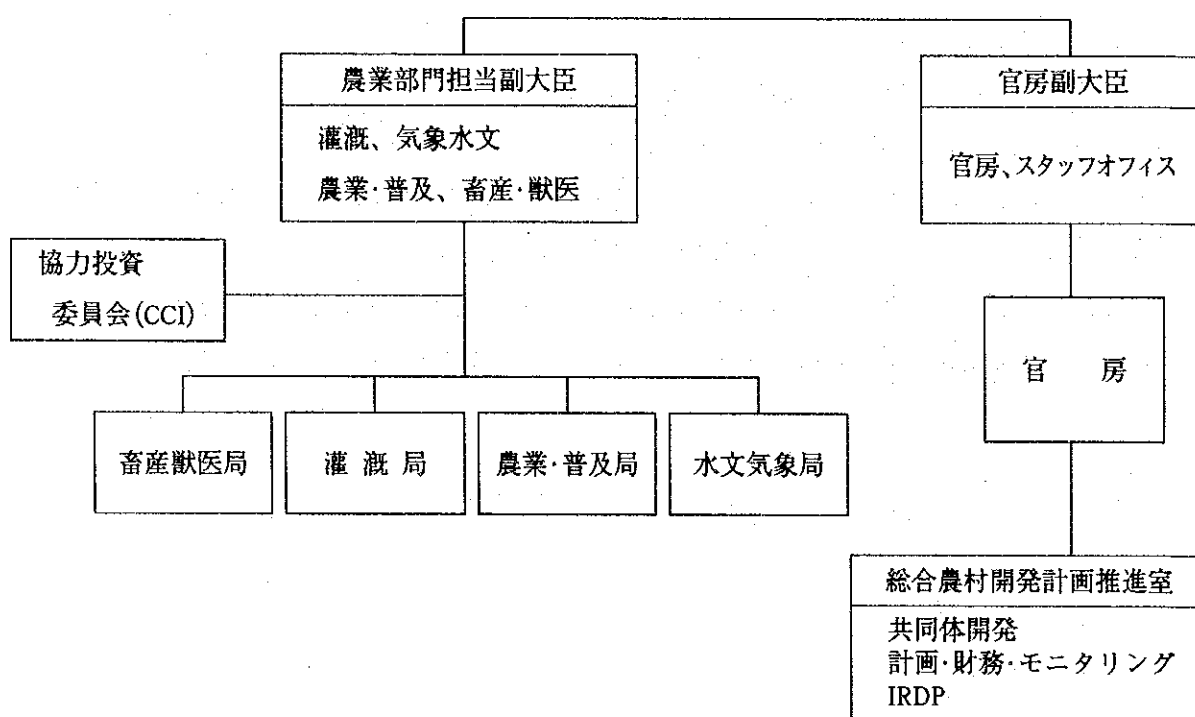 農業部門担当副大臣
灌漑、気象水文
農業・普及、畜産・獣医
官房副大臣
官房、スタッフオフィス
協力投資
委員会(CCI)
官　房
畜産獣医局
灌 漑 局
農業・普及局
水文気象局
総合農村開発計画推進室
共同体開発
計画・財務・モニタリング
IRDP